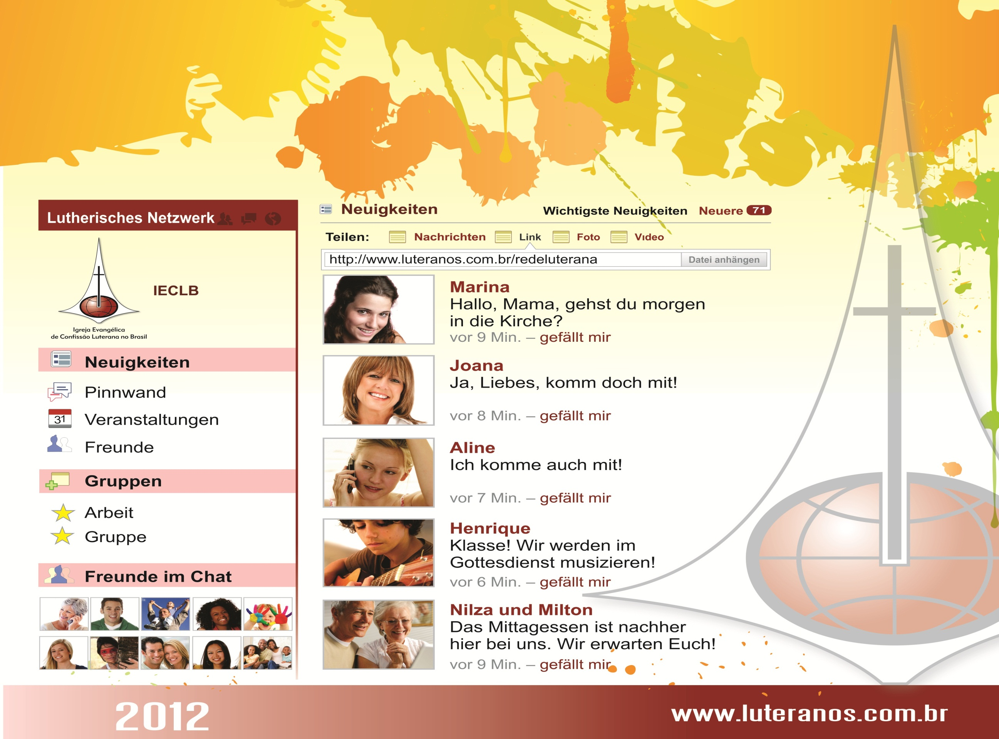 Lutherisches Netzwerk
IECLB
Igreja Evangélica
de Confissão Luterana no Brasil
Neuigkeiten
Pinnwand
31
Veranstaltungen
Freunde
Gruppen
Arbeit
Gruppe
Freunde im Chat
Neuigkeiten Wichtigste Neuigkeiten Neuere 71
Teilen: Nachrichten Link Foto Vıdeo
http://www.luteranos.com.br/redeluterana Datei anhängen
Marina
Hallo, Mama, gehst du morgen
in die Kirche?
vor 9 Min. – gefällt mir
Joana
Ja, Liebes, komm doch mit!
vor 8 Min. – gefällt mir
Aline
Ich komme auch mit!
vor 7 Min. – gefällt mir
Henrique
Klasse! Wir werden im
Gottesdienst musizieren!
vor 6 Min. – gefällt mir
Nilza und Milton
Das Mittagessen ist nachher
hier bei uns. Wir erwarten Euch!
vor 9 Min. – gefällt mir
2012
www.luteranos.com.br